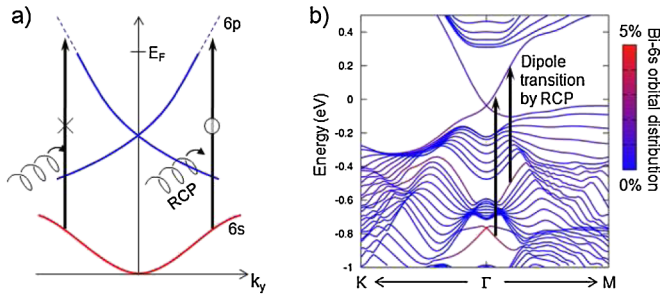 a)
6p
E_F
RCP
6s
k_y
b)
Energy (eV)
0.4
0.2
0
-0.2
-0.4
-0.6
-0.8
-1
Dipole
transition
by RCP
K
Γ
M
5%
0%
Bi-6s orbital distribution